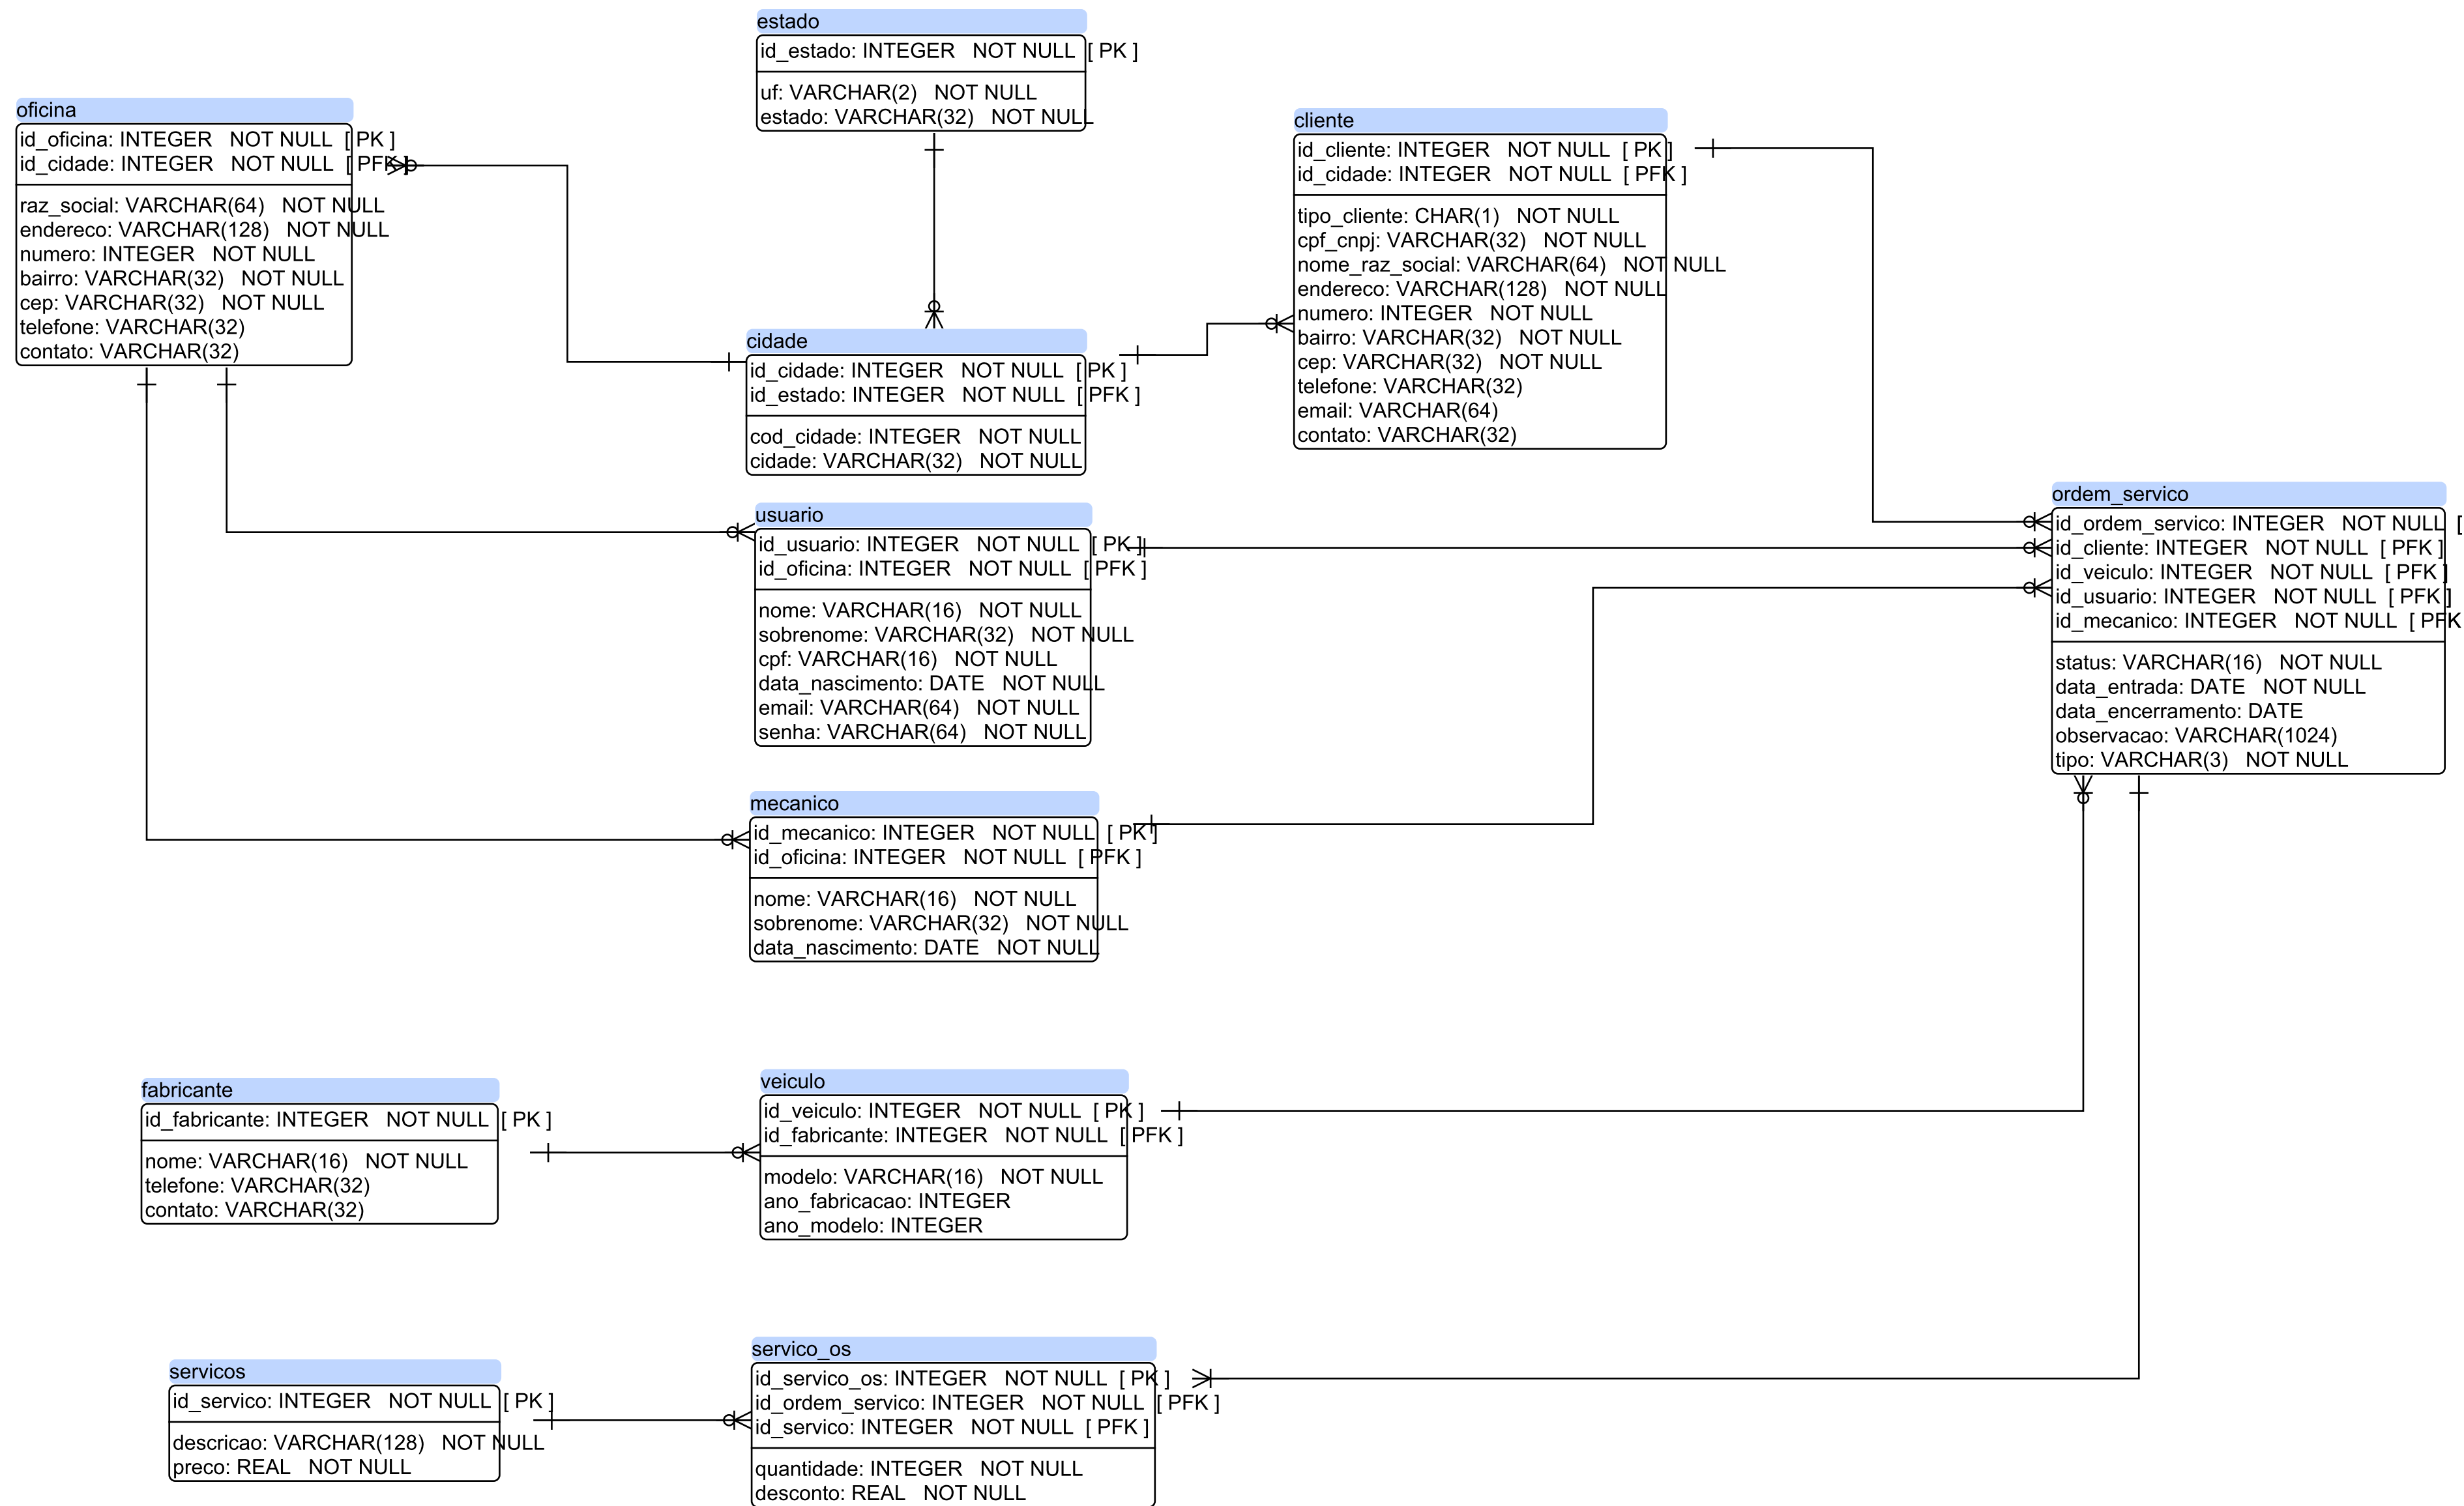 estado
id_estado: INTEGER NOT NULL [ PK ]
uf: VARCHAR(2) NOT NULL
estado: VARCHAR(32) NOT NULL
oficina
id_oficina: INTEGER NOT NULL [ PK ]
id_cidade: INTEGER NOT NULL [ PFK ]
raz_social: VARCHAR(64) NOT NULL
endereco: VARCHAR(128) NOT NULL
numero: INTEGER NOT NULL
bairro: VARCHAR(32) NOT NULL
cep: VARCHAR(32) NOT NULL
telefone: VARCHAR(32)
contato: VARCHAR(32)
cliente
id_cliente: INTEGER NOT NULL [ PK ]
id_cidade: INTEGER NOT NULL [ PFK ]
tipo_cliente: CHAR(1) NOT NULL
cpf_cnpj: VARCHAR(32) NOT NULL
nome_raz_social: VARCHAR(64) NOT NULL
endereco: VARCHAR(128) NOT NULL
numero: INTEGER NOT NULL
bairro: VARCHAR(32) NOT NULL
cep: VARCHAR(32) NOT NULL
telefone: VARCHAR(32)
email: VARCHAR(64)
contato: VARCHAR(32)
cidade
id_cidade: INTEGER NOT NULL [ PK ]
id_estado: INTEGER NOT NULL [ PFK ]
cod_cidade: INTEGER NOT NULL
cidade: VARCHAR(32) NOT NULL
usuario
id_usuario: INTEGER NOT NULL [ PK ]
id_oficina: INTEGER NOT NULL [ PFK ]
nome: VARCHAR(16) NOT NULL
sobrenome: VARCHAR(32) NOT NULL
cpf: VARCHAR(16) NOT NULL
data_nascimento: DATE NOT NULL
email: VARCHAR(64) NOT NULL
senha: VARCHAR(64) NOT NULL
ordem_servico
id_ordem_servico: INTEGER NOT NULL [
id_cliente: INTEGER NOT NULL [ PFK ]
id_veiculo: INTEGER NOT NULL [ PFK ]
id_usuario: INTEGER NOT NULL [ PFK ]
id_mecanico: INTEGER NOT NULL [ PFK
status: VARCHAR(16) NOT NULL
data_entrada: DATE NOT NULL
data_encerramento: DATE
observacao: VARCHAR(1024)
tipo: VARCHAR(3) NOT NULL
mecanico
id_mecanico: INTEGER NOT NULL [ PK ]
id_oficina: INTEGER NOT NULL [ PFK ]
nome: VARCHAR(16) NOT NULL
sobrenome: VARCHAR(32) NOT NULL
data_nascimento: DATE NOT NULL
fabricante
id_fabricante: INTEGER NOT NULL [ PK ]
nome: VARCHAR(16) NOT NULL
telefone: VARCHAR(32)
contato: VARCHAR(32)
veiculo
id_veiculo: INTEGER NOT NULL [ PK ]
id_fabricante: INTEGER NOT NULL [ PFK ]
modelo: VARCHAR(16) NOT NULL
ano_fabricacao: INTEGER
ano_modelo: INTEGER
servicos
id_servico: INTEGER NOT NULL [ PK ]
descricao: VARCHAR(128) NOT NULL
preco: REAL NOT NULL
servico_os
id_servico_os: INTEGER NOT NULL [ PK ]
id_ordem_servico: INTEGER NOT NULL [ PFK ]
id_servico: INTEGER NOT NULL [ PFK ]
quantidade: INTEGER NOT NULL
desconto: REAL NOT NULL